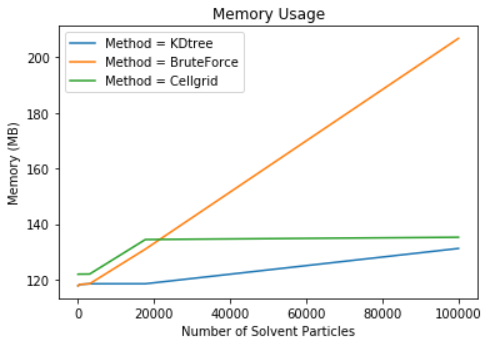 Memory Usage
Method = KDtree
Method = BruteForce
Method = Cellgrid
Memory (MB)
200
180
160
140
120
0 20000 40000 60000 80000 100000
Number of Solvent Particles